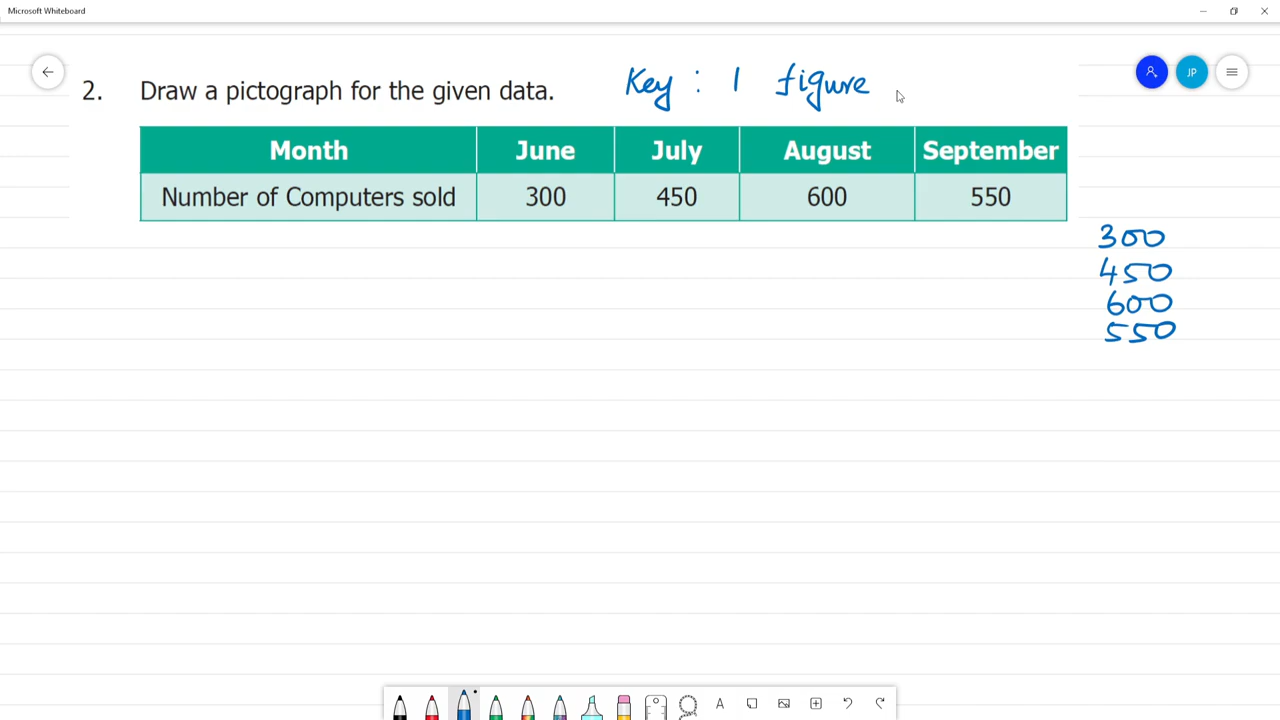 Microsoft Whiteboard
2. Draw a pictograph for the given data. Key : 1 figure
JP
Month June July August September
Number of Computers sold 300 450 600 550
300
450
600
550
A